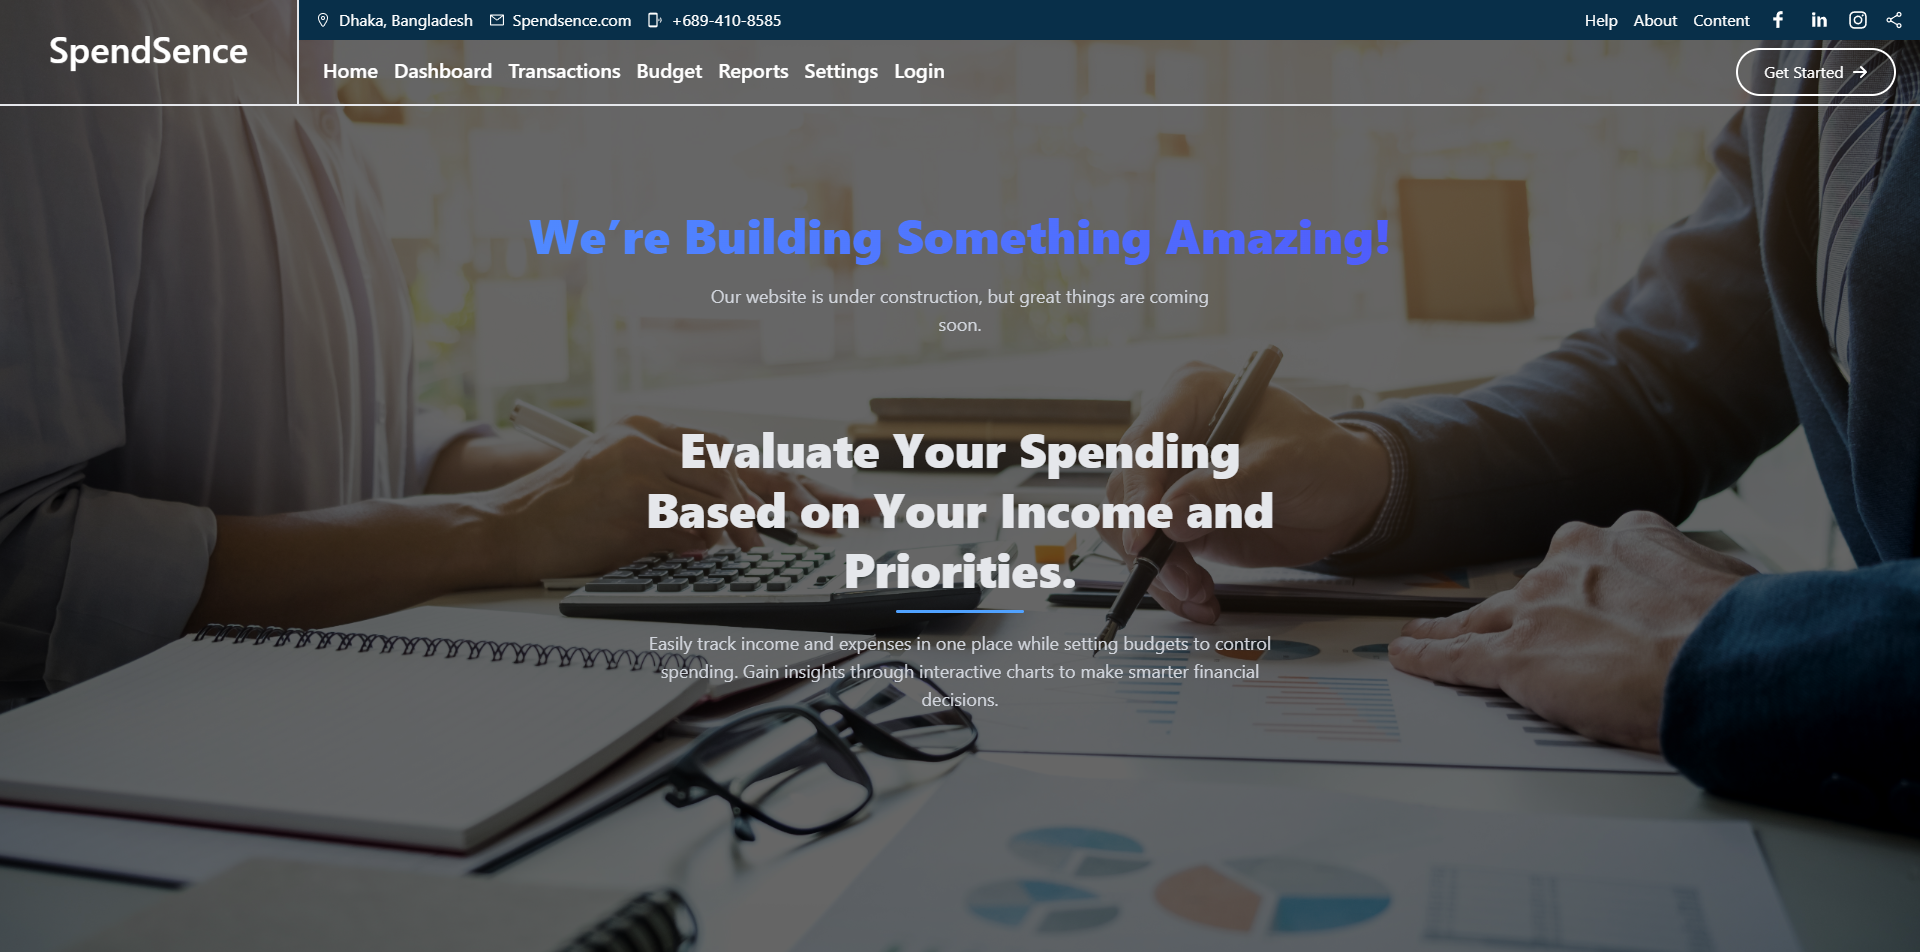 SpendSence
Dhaka, Bangladesh Spendsence.com +689-410-8585
Help About Content
Home Dashboard Transactions Budget Reports Settings Login
Get Started
We’re Building Something Amazing!
Our website is under construction, but great things are coming
soon.
Evaluate Your Spending
Based on Your Income and
Priorities.
Easily track income and expenses in one place while setting budgets to control
spending. Gain insights through interactive charts to make smarter financial
decisions.